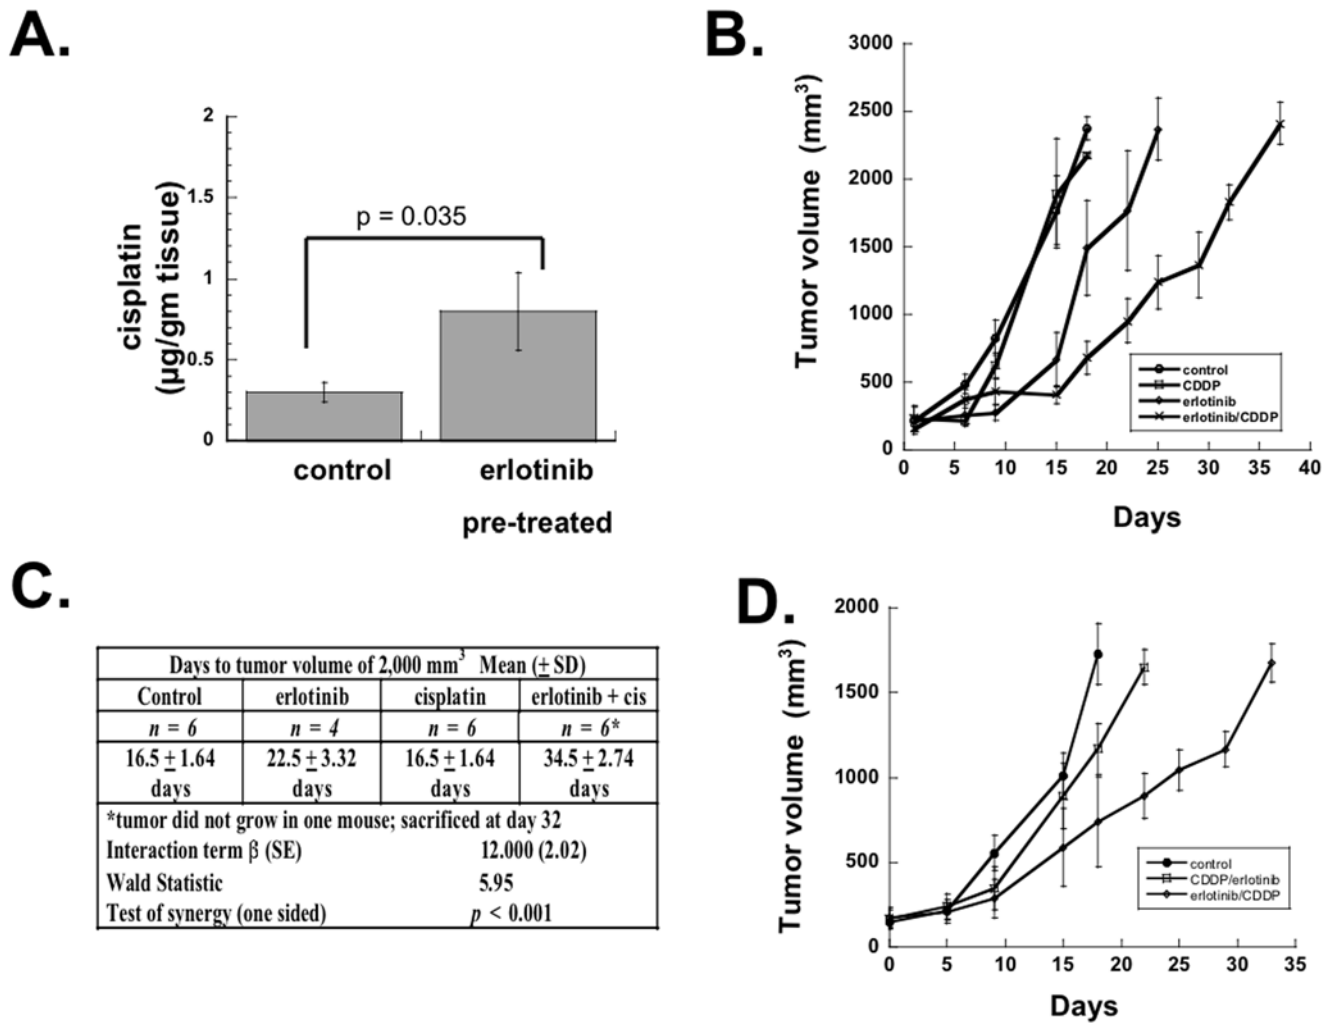 A.
2
1.5
1
0.5
0
cisplatin
(µg/gm tissue)
p = 0.035
control
erlotinib
pre-treated
B.
3000
2500
2000
1500
1000
500
0
Tumor volume (mm3)
control
CDDP
erlotinib
erlotinib/CDDP
0 5 10 15 20 25 30 35 40
Days
C.
Days to tumor volume of 2,000 mm3 Mean (± SD)
Control erlotinib cisplatin erlotinib + cis
n = 6 n = 4 n = 6 n = 6*
16.5 ± 1.64 22.5 ± 3.32 16.5 ± 1.64 34.5 ± 2.74
days days days days
*tumor did not grow in one mouse; sacrificed at day 32
Interaction term β (SE) 12.000 (2.02)
Wald Statistic 5.95
Test of synergy (one sided) p < 0.001
D.
2000
1500
1000
500
0
Tumor volume (mm3)
control
CDDP/erlotinib
erlotinib/CDDP
0 5 10 15 20 25 30 35
Days